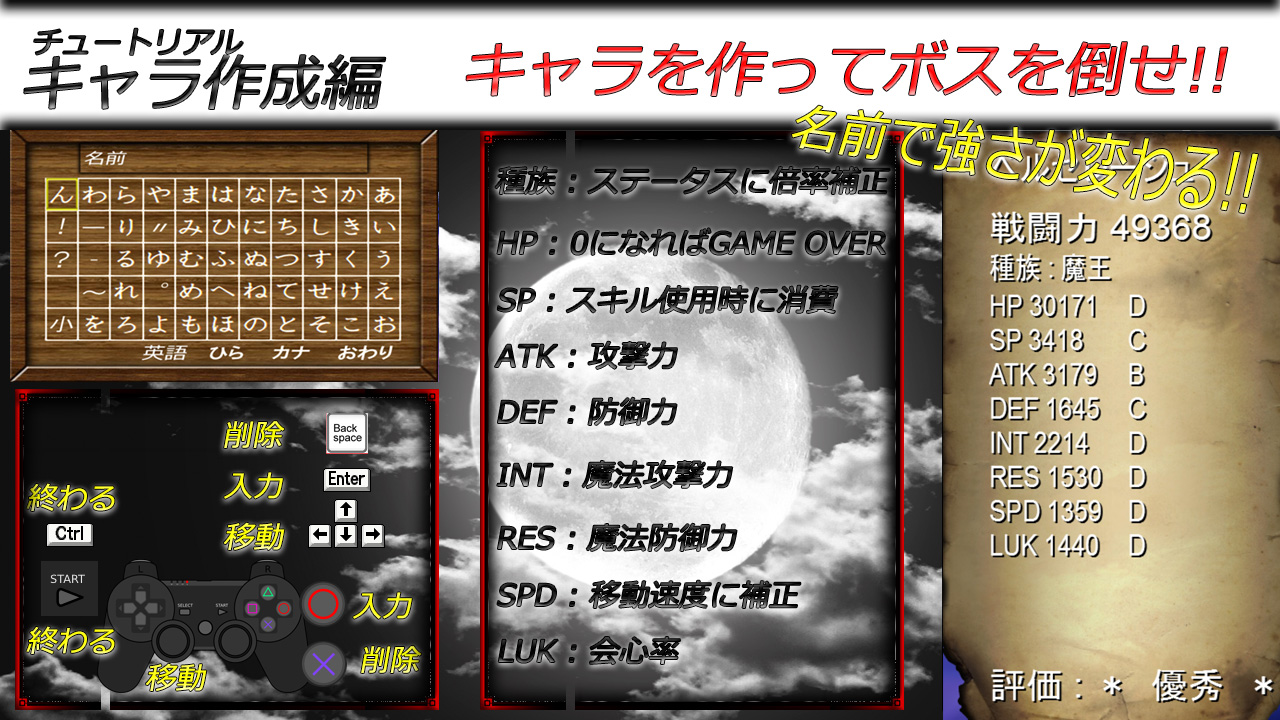 チュートリアル
キャラ作成編
キャラを作ってボスを倒せ!!
名前で強さが変わる!!
名前
んわらやまはなたさかあ
！ーり〃みひにちしきい
？-るゆむふぬつすくう
～れ゜めへねてせけえ
小をろよもほのとそこお
英語 ひら カナ おわり
削除 Back space
入力 Enter
終わる
Ctrl
移動 ↑ ← ↓ →
START
L R
SELECT START
入力
終わる
削除
移動
種族：ステータスに倍率補正
HP：0になればGAME OVER
SP：スキル使用時に消費
ATK：攻撃力
DEF：防御力
INT：魔法攻撃力
RES：魔法防御力
SPD：移動速度に補正
LUK：会心率
戦闘力 49368
種族：魔王
HP 30171 D
SP 3418 C
ATK 3179 B
DEF 1645 C
INT 2214 D
RES 1530 D
SPD 1359 D
LUK 1440 D
評価：＊ 優秀 ＊